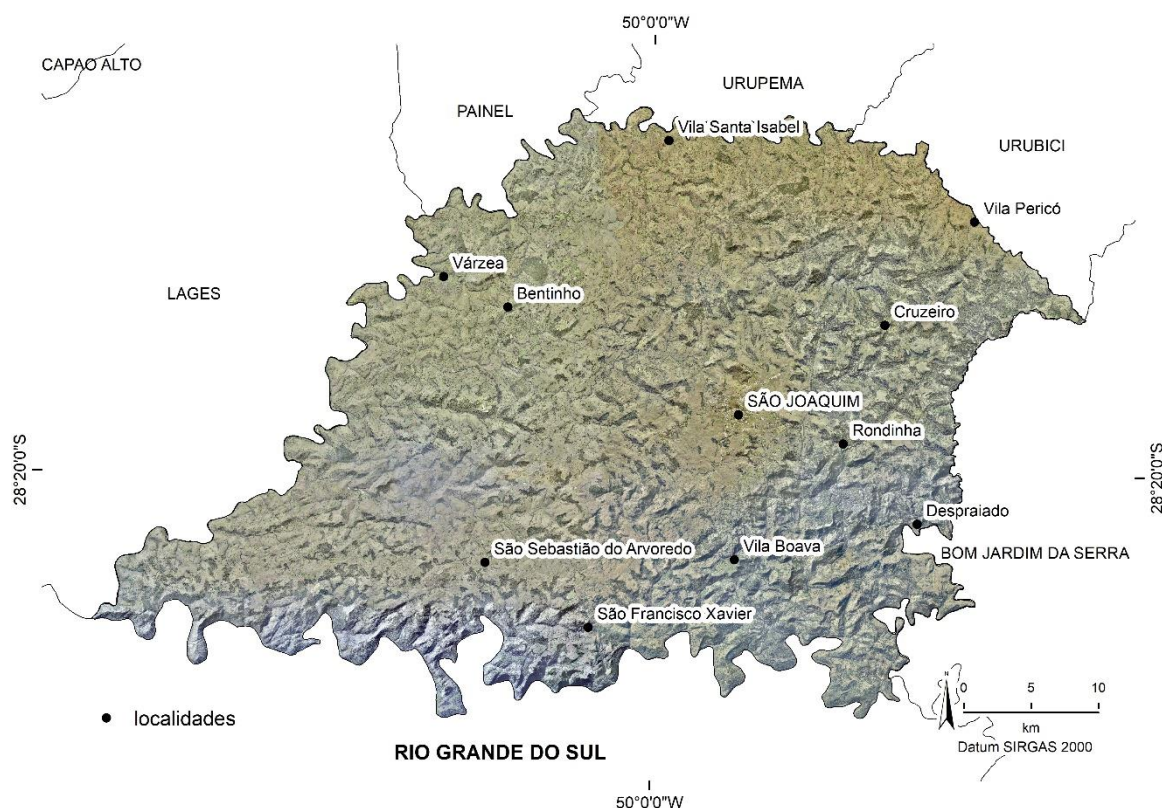 50°0'0"W
CAPAO ALTO
URUPEMA
PAINEL
Vila Santa Isabel
URUBICI
Vila Pericó
Várzea
LAGES
Bentinho
Cruzeiro
SÃO JOAQUIM
Rondinha
28°20'0"S
28°20'0"S
Despraiado
São Sebastião do Arvoredo
Vila Boava
BOM JARDIM DA SERRA
São Francisco Xavier
N
0 5 10
km
localidades
Datum SIRGAS 2000
RIO GRANDE DO SUL
50°0'0"W